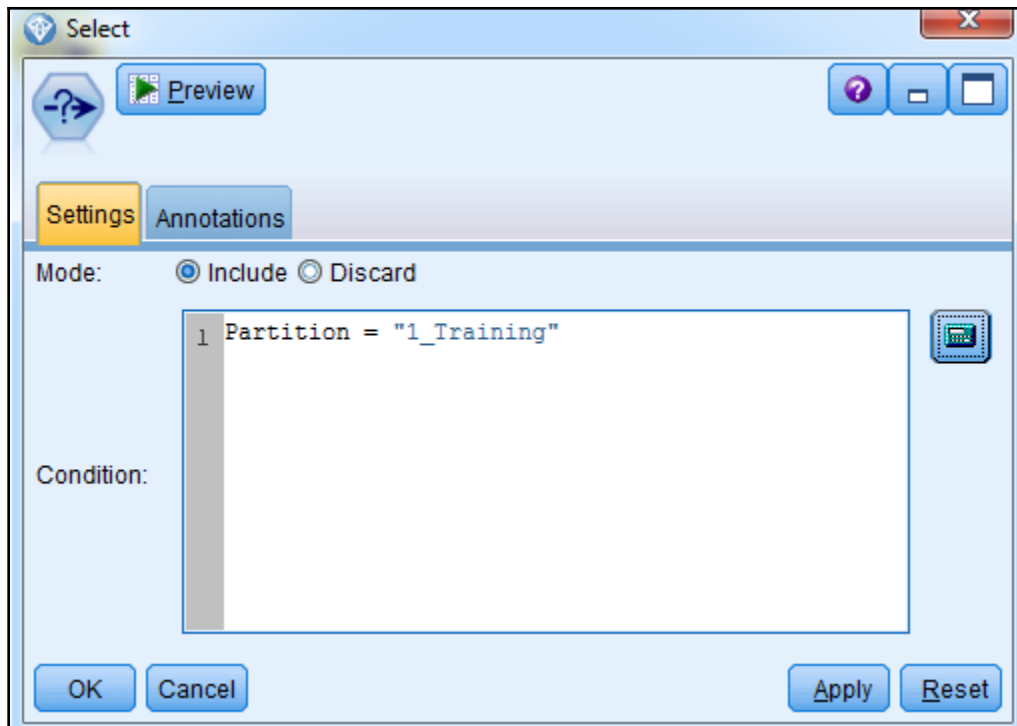 Select
Preview
Settings Annotations
Mode: Include Discard
1 Partition = "1_Training"
Condition:
OK Cancel Apply Reset